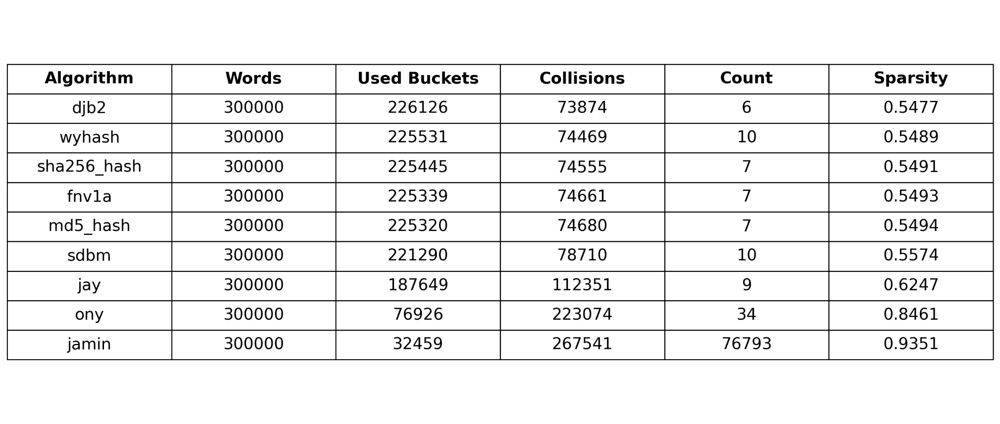 Algorithm Words Used Buckets Collisions Count Sparsity
djb2 300000 226126 73874 6 0.5477
wyhash 300000 225531 74469 10 0.5489
sha256_hash 300000 225445 74555 7 0.5491
fnv1a 300000 225339 74661 7 0.5493
md5_hash 300000 225320 74680 7 0.5494
sdbm 300000 221290 78710 10 0.5574
jay 300000 187649 112351 9 0.6247
ony 300000 76926 223074 34 0.8461
jamin 300000 32459 267541 76793 0.9351